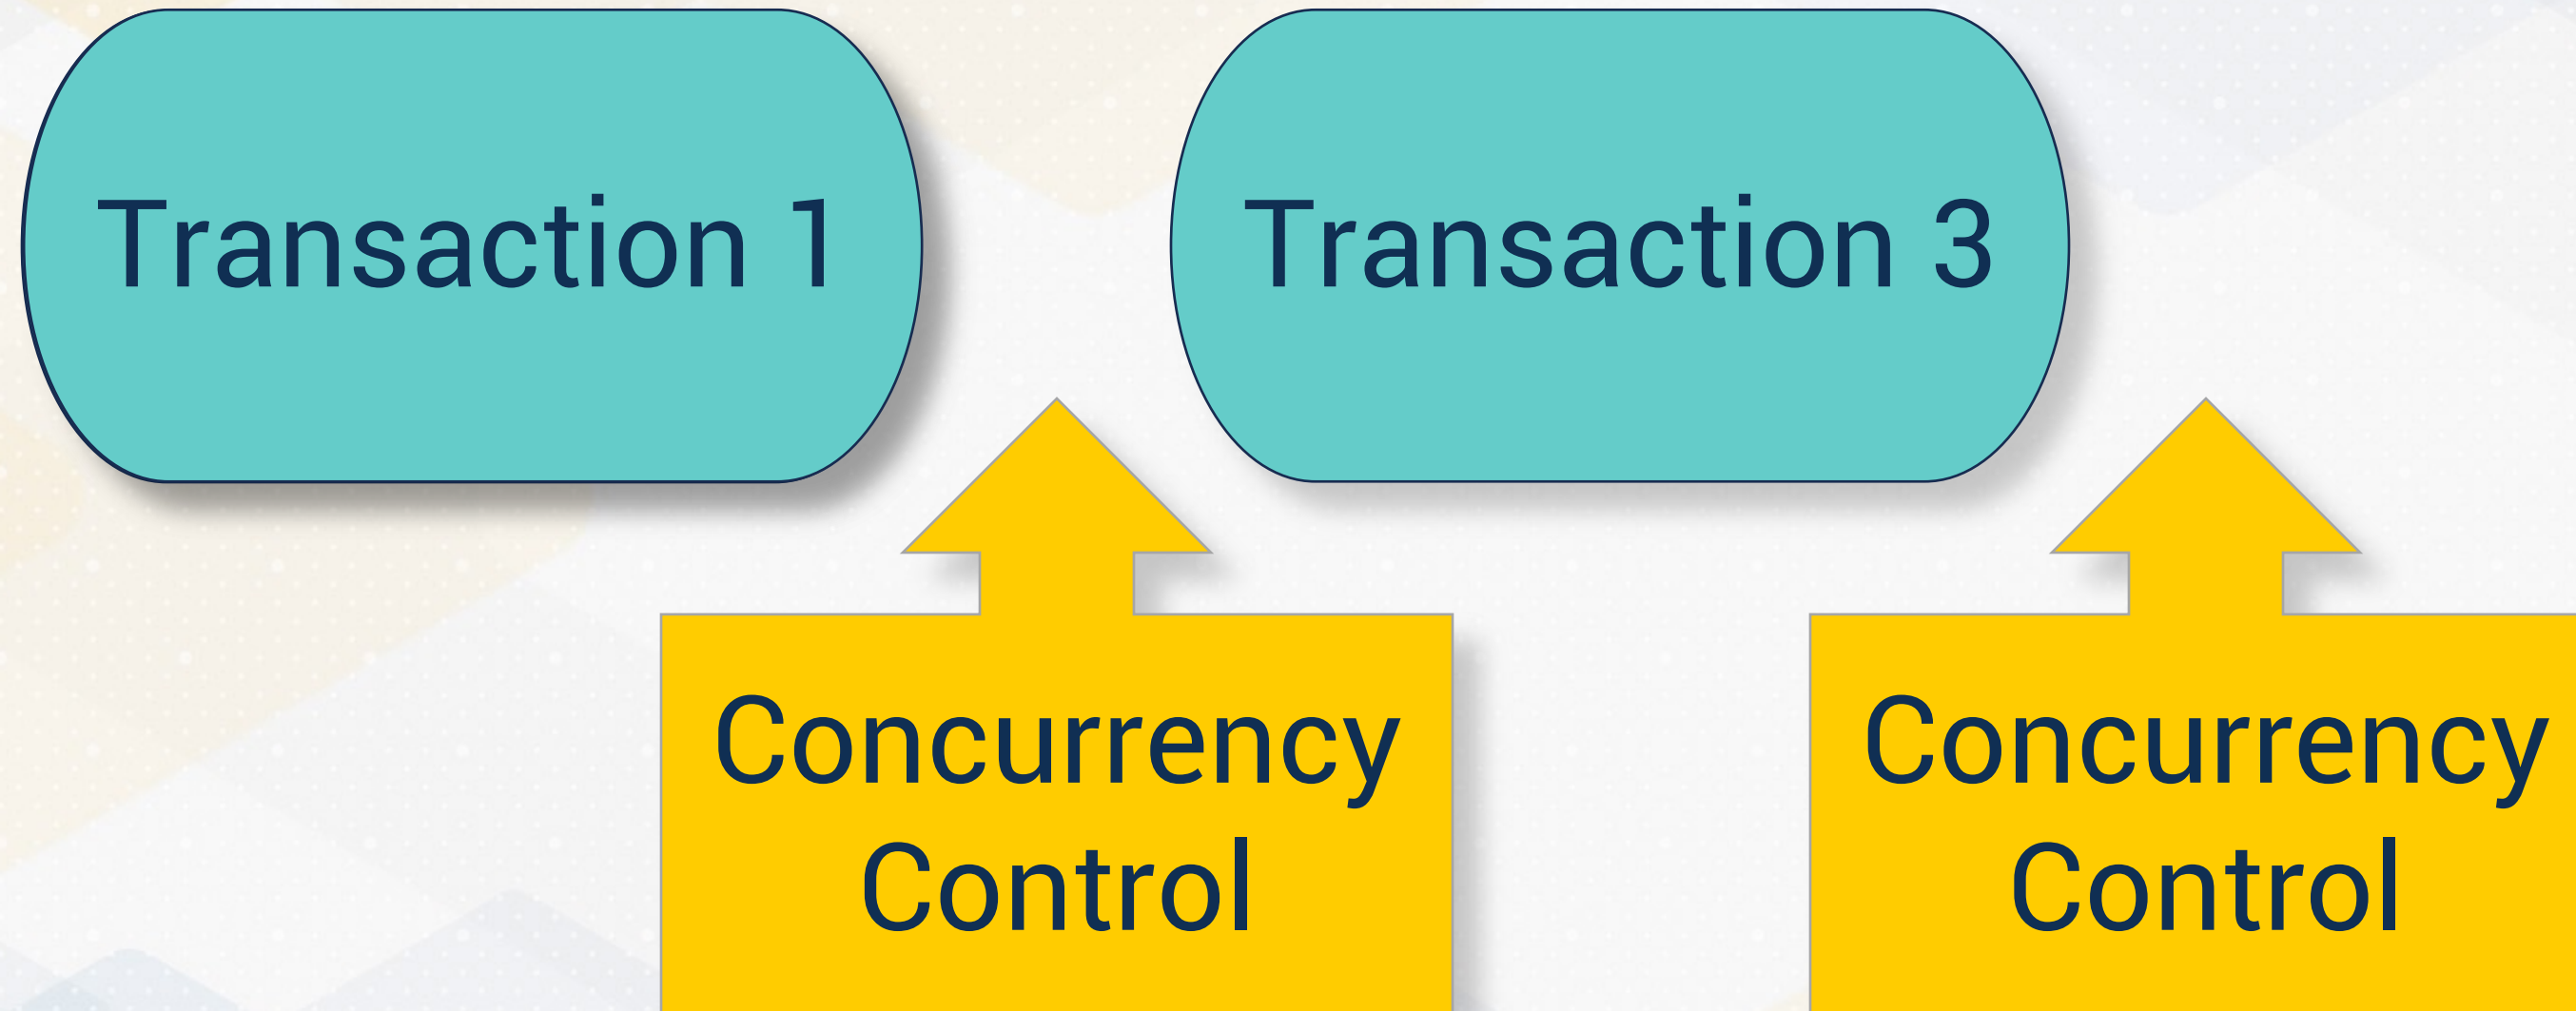 Transaction 1
Transaction 3
Concurrency
Control
Concurrency
Control